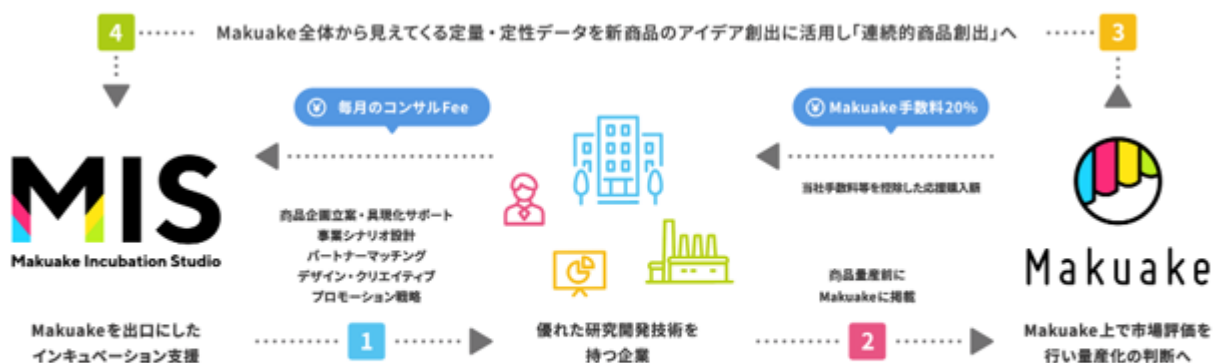 4
Makuake全体から見えてくる定量・定性データを新商品のアイデア創出に活用し「連続的商品創出」へ
3
¥ 毎月のコンサルFee
¥ Makuake手数料20%
MIS
Makuake Incubation Studio
商品企画立案・具現化サポート
事業シナリオ設計
パートナーマッチング
デザイン・クリエイティブ
プロモーション戦略
当社手数料等を控除した応援購入額
Makuake
商品量産前に
Makuakeに掲載
Makuakeを出口にした
インキュベーション支援
1
優れた研究開発技術を
持つ企業
2
Makuake上で市場評価を
行い量産化の判断へ